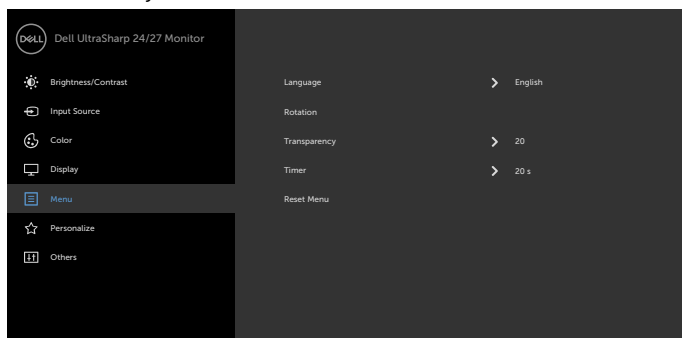 DELL Dell UltraSharp 24/27 Monitor
Brightness/Contrast Language English
Input Source Rotation
Color Transparency 20
Display Timer 20 s
Menu Reset Menu
Personalize
Others